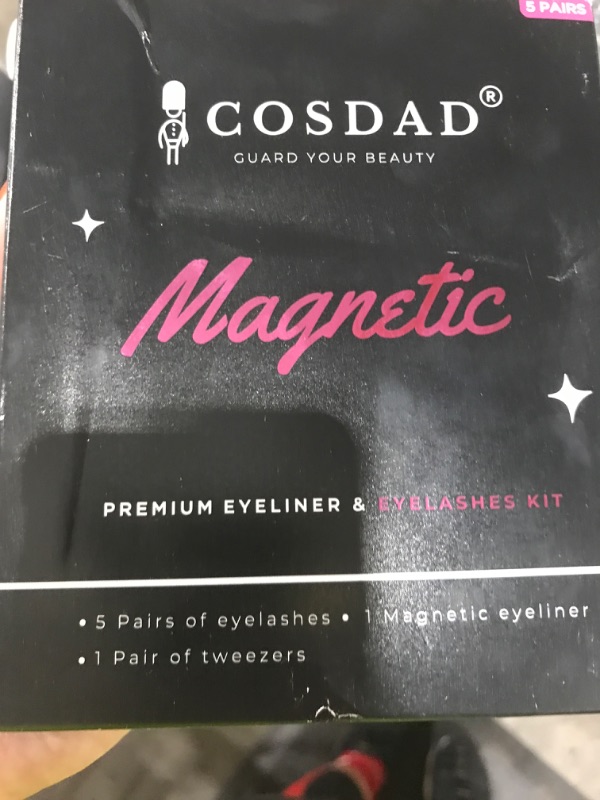 5 PAIRS
COSDAD®
GUARD YOUR BEAUTY
Magnetic
PREMIUM EYELINER & EYELASHES KIT
• 5 Pairs of eyelashes • 1 Magnetic eyeliner
• 1 Pair of tweezers